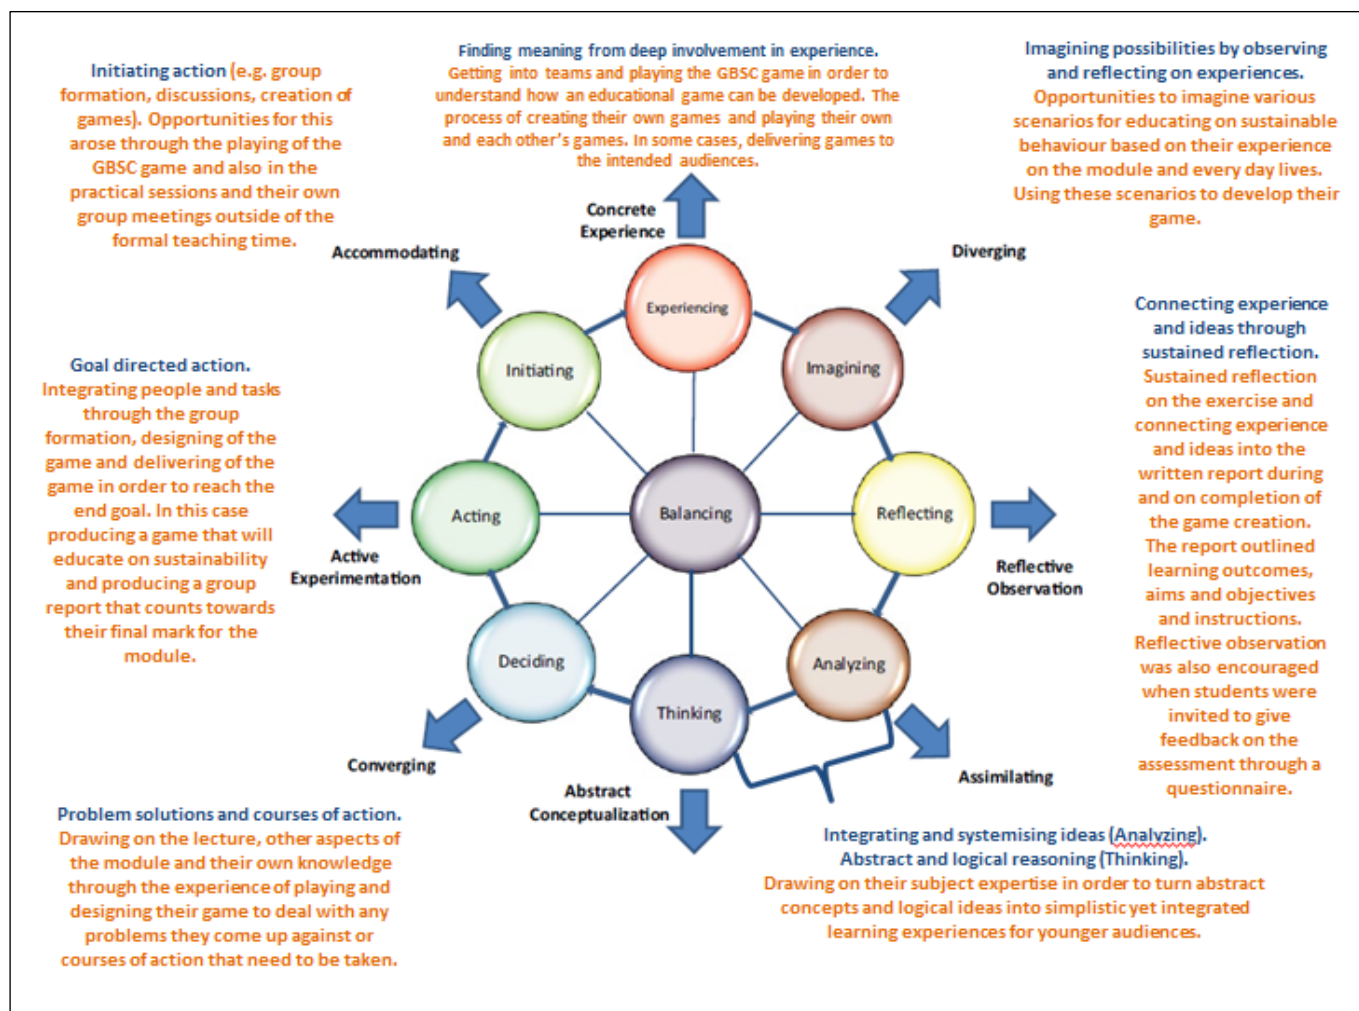 Initiating action (e.g. group
formation, discussions, creation of
games). Opportunities for this
arose through the playing of the
GBSC game and also in the
practical sessions and their own
group meetings outside of the
formal teaching time.
Finding meaning from deep involvement in experience.
Getting into teams and playing the GBSC game in order to
understand how an educational game can be developed. The
process of creating their own games and playing their own
and each other's games. In some cases, delivering games to
the intended audiences.
Imagining possibilities by observing
and reflecting on experiences.
Opportunities to imagine various
scenarios for educating on sustainable
behaviour based on their experience
on the module and every day lives.
Using these scenarios to develop their
game.
Accommodating
Concrete
Experience
Diverging
Experiencing
Initiating
Imagining
Goal directed action.
Integrating people and tasks
through the group
formation, designing of the
game and delivering of the
game in order to reach the
end goal. In this case
producing a game that will
educate on sustainability
and producing a group
report that counts towards
their final mark for the
module.
Acting
Balancing
Reflecting
Active
Experimentation
Reflective
Observation
Connecting experience
and ideas through
sustained reflection.
Sustained reflection
on the exercise and
connecting experience
and ideas into the
written report during
and on completion of
the game creation.
The report outlined
learning outcomes,
aims and objectives
and instructions.
Reflective observation
was also encouraged
when students were
invited to give
feedback on the
assessment through a
questionnaire.
Deciding
Thinking
Analyzing
Converging
Abstract
Conceptualization
Assimilating
Problem solutions and courses of action.
Drawing on the lecture, other aspects of
the module and their own knowledge
through the experience of playing and
designing their game to deal with any
problems they come up against or
courses of action that need to be taken.
Integrating and systemising ideas (Analyzing).
Abstract and logical reasoning (Thinking).
Drawing on their subject expertise in order to turn abstract
concepts and logical ideas into simplistic yet integrated
learning experiences for younger audiences.